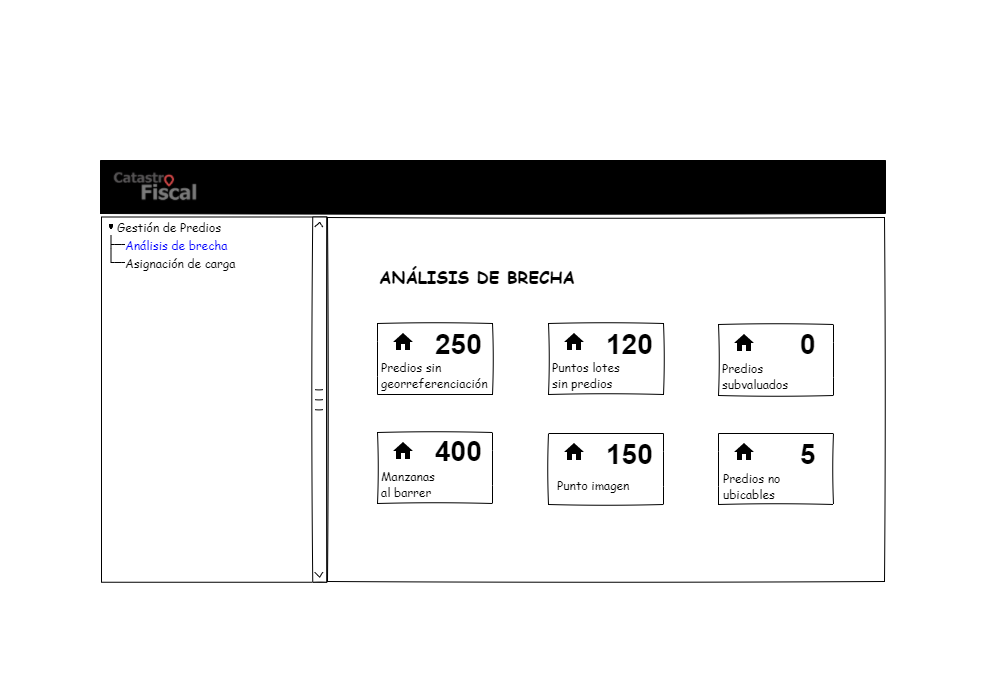 Catastro
Fiscal
Gestión de Predios
Análisis de brecha
Asignación de carga
ANÁLISIS DE BRECHA
250
Predios sin
georreferenciación
120
Puntos lotes
sin predios
0
Predios
subvaluados
400
Manzanas
al barrer
150
Punto imagen
5
Predios no
ubicables